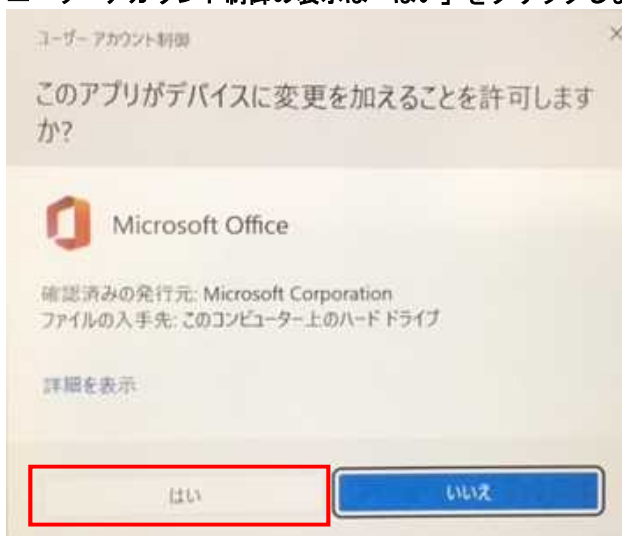 ユーザーアカウント制御の表示は「はい」をクリックしま
ユーザー アカウント制御
このアプリがデバイスに変更を加えることを許可します
か?
Microsoft Office
確認済みの発行元: Microsoft Corporation
ファイルの入手先: このコンピューター上のハード ドライブ
詳細を表示
はい
いいえ